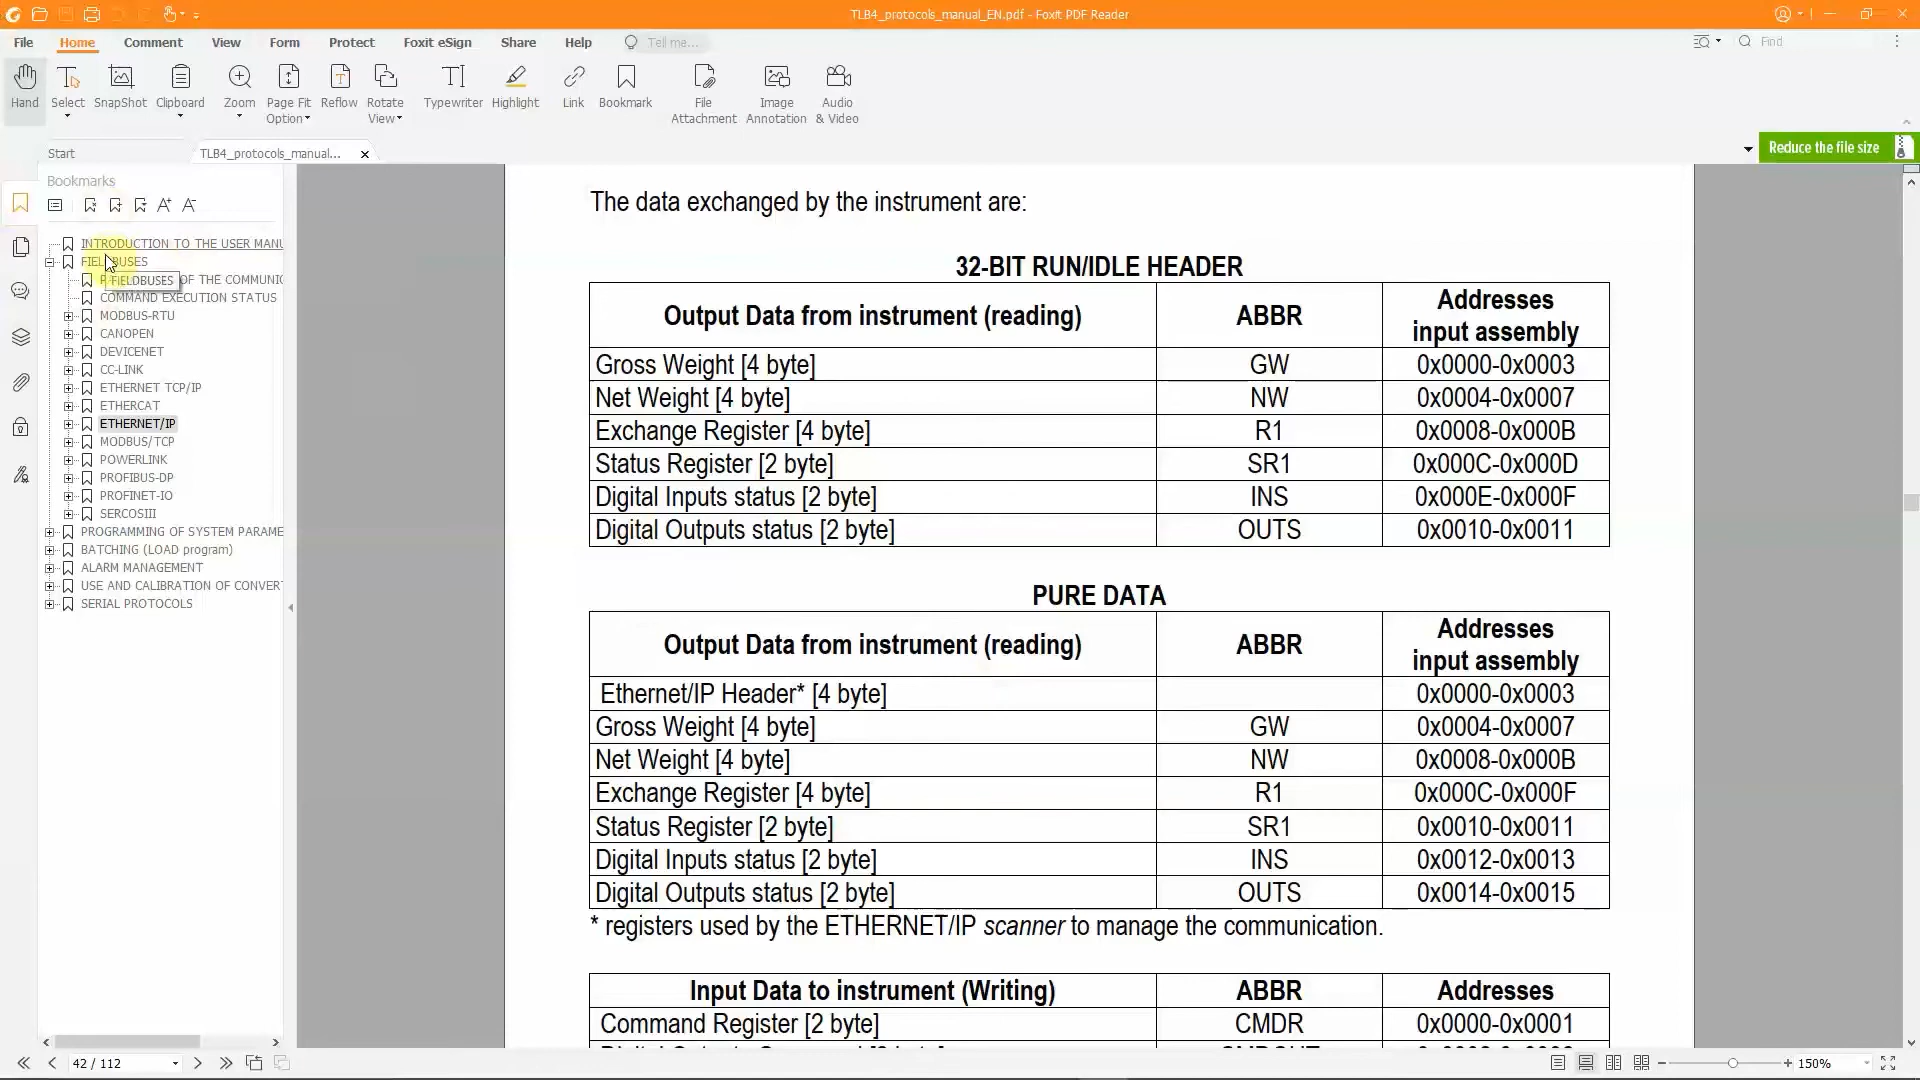 TLB4_protocols_manual_EN.pdf - Foxit PDF Reader
File Home Comment View Form Protect Foxit eSign Share Help Tell me... Find
Hand Select SnapShot Clipboard Zoom Page Fit Option Reflow Rotate View Typewriter Highlight Link Bookmark File Attachment Image Annotation Audio & Video
Start TLB4_protocols_manual... Reduce the file size
Bookmarks
INTRODUCTION TO THE USER MANU
FIELDBUSES
OF THE COMMUNIC
FIELDBUSES
COMMAND EXECUTION STATUS
MODBUS-RTU
CANOPEN
DEVICENET
CC-LINK
ETHERNET TCP/IP
ETHERCAT
ETHERNET/IP
MODBUS/TCP
POWERLINK
PROFIBUS-DP
PROFINET-IO
SERCOSIII
PROGRAMMING OF SYSTEM PARAME
BATCHING (LOAD program)
ALARM MANAGEMENT
USE AND CALIBRATION OF CONVERT
SERIAL PROTOCOLS
The data exchanged by the instrument are:
32-BIT RUN/IDLE HEADER
Output Data from instrument (reading) ABBR Addresses input assembly
Gross Weight [4 byte] GW 0x0000-0x0003
Net Weight [4 byte] NW 0x0004-0x0007
Exchange Register [4 byte] R1 0x0008-0x000B
Status Register [2 byte] SR1 0x000C-0x000D
Digital Inputs status [2 byte] INS 0x000E-0x000F
Digital Outputs status [2 byte] OUTS 0x0010-0x0011
PURE DATA
Output Data from instrument (reading) ABBR Addresses input assembly
Ethernet/IP Header* [4 byte] 0x0000-0x0003
Gross Weight [4 byte] GW 0x0004-0x0007
Net Weight [4 byte] NW 0x0008-0x000B
Exchange Register [4 byte] R1 0x000C-0x000F
Status Register [2 byte] SR1 0x0010-0x0011
Digital Inputs status [2 byte] INS 0x0012-0x0013
Digital Outputs status [2 byte] OUTS 0x0014-0x0015
* registers used by the ETHERNET/IP scanner to manage the communication.
Input Data to instrument (Writing) ABBR Addresses
Command Register [2 byte] CMDR 0x0000-0x0001
42 / 112 150%